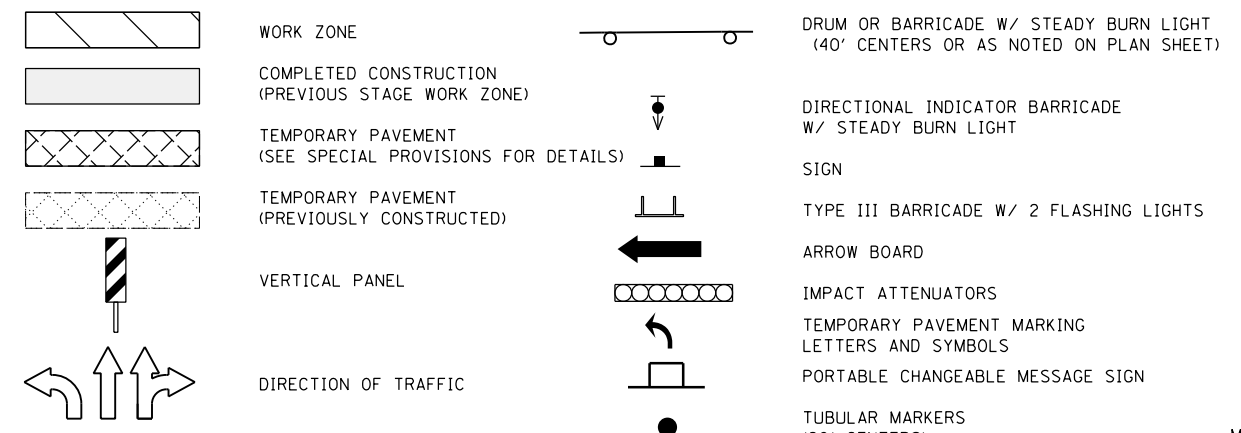 WORK ZONE
COMPLETED CONSTRUCTION
(PREVIOUS STAGE WORK ZONE)
TEMPORARY PAVEMENT
(SEE SPECIAL PROVISIONS FOR DETAILS)
TEMPORARY PAVEMENT
(PREVIOUSLY CONSTRUCTED)
VERTICAL PANEL
DIRECTION OF TRAFFIC
DRUM OR BARRICADE W/ STEADY BURN LIGHT
(40' CENTERS OR AS NOTED ON PLAN SHEET)
DIRECTIONAL INDICATOR BARRICADE
W/ STEADY BURN LIGHT
SIGN
TYPE III BARRICADE W/ 2 FLASHING LIGHTS
ARROW BOARD
IMPACT ATTENUATORS
TEMPORARY PAVEMENT MARKING
LETTERS AND SYMBOLS
PORTABLE CHANGEABLE MESSAGE SIGN
TUBULAR MARKERS